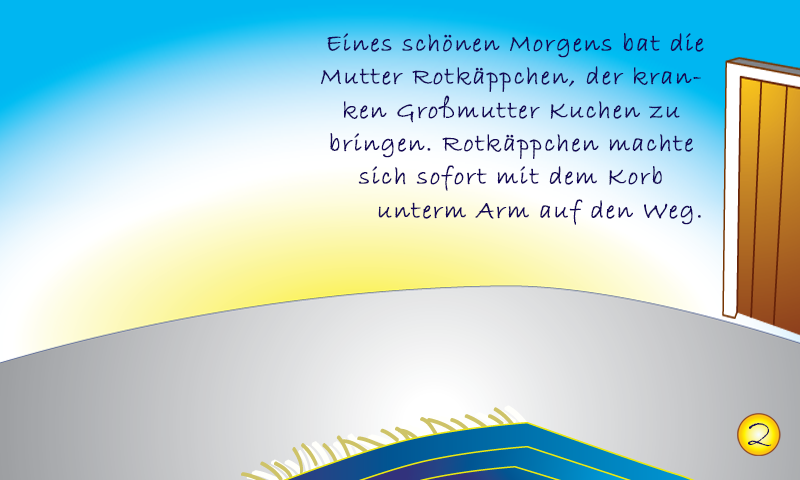 Eines schönen Morgens bat die
Mutter Rotkäppchen, der kran-
ken Großmutter Kuchen zu
bringen. Rotkäppchen machte
sich sofort mit dem Korb
unterm Arm auf den Weg.
2